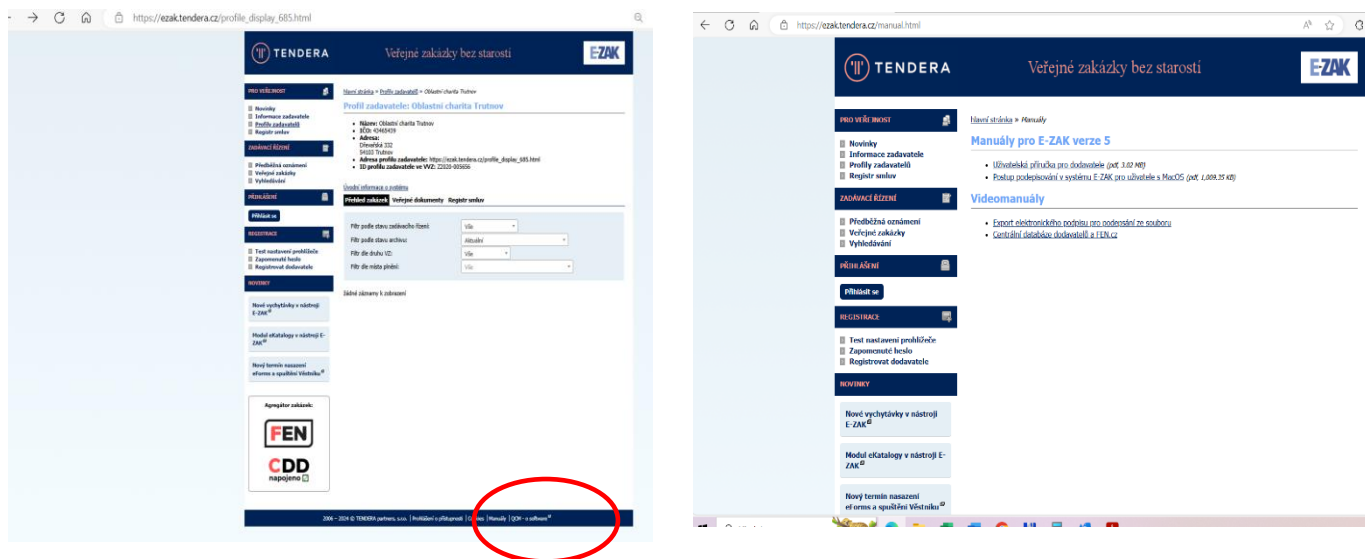 https://ezak.tendera.cz/profile_display_685.html
TENDERA
Veřejné zakázky bez starostí
E-ZAK
PRO VEŘEJNOST
Novinky
Informace zadavatele
Profily zadavatelů
Registr smluv
ZADÁVACÍ ŘÍZENÍ
Předběžná oznámení
Veřejné zakázky
Vyhledávání
PŘIHLÁŠENÍ
Přihlásit se
REGISTRACE
Test nastavení prohlížeče
Zapomenuté heslo
Registrovat dodavatele
NOVINKY
Nové vychytávky v nástroji
E-ZAK
Modul eKatalogy v nástroji E-
ZAK
Nový termín nasazení
eForms a spuštění Věstníku
Agregátor zakázek:
FEN
CDD
napojeno
hlavní stránka » Profily zadavatelů » Oblastní charita Trutnov
Profil zadavatele: Oblastní charita Trutnov
Název: Oblastní charita Trutnov
IČO: 43465439
Adresa:
Dřevařská 332
54103 Trutnov
Adresa profilu zadavatele: https://ezak.tendera.cz/profile_display_685.html
ID profilu zadavatele ve VVZ: Z2020-005656
Úvodní informace o systému
Přehled zakázek Veřejné dokumenty Registr smluv
Filtr podle stavu zadávacího řízení: Vše
Filtr podle stavu archivu: Aktuální
Filtr dle druhu VZ: Vše
Filtr dle místa plnění: Vše
žádné záznamy k zobrazení
2006 – 2024 © TENDERA partners, s.r.o. | Prohlášení o přístupnosti | Cookies | Manuály | QCM - o software
https://ezak.tendera.cz/manual.html
TENDERA
Veřejné zakázky bez starostí
E-ZAK
PRO VEŘEJNOST
Novinky
Informace zadavatele
Profily zadavatelů
Registr smluv
ZADÁVACÍ ŘÍZENÍ
Předběžná oznámení
Veřejné zakázky
Vyhledávání
PŘIHLÁŠENÍ
Přihlásit se
REGISTRACE
Test nastavení prohlížeče
Zapomenuté heslo
Registrovat dodavatele
NOVINKY
Nové vychytávky v nástroji
E-ZAK
Modul eKatalogy v nástroji E-
ZAK
Nový termín nasazení
eForms a spuštění Věstníku
hlavní stránka » Manuály
Manuály pro E-ZAK verze 5
Uživatelská příručka pro dodavatele (pdf, 3.02 MB)
Postup podepisování v systému E-ZAK pro uživatele s MacOS (pdf, 1,009.35 KB)
Videomanuály
Export elektronického podpisu pro podepsání ze souboru
Centrální databáze dodavatelů a FEN.cz